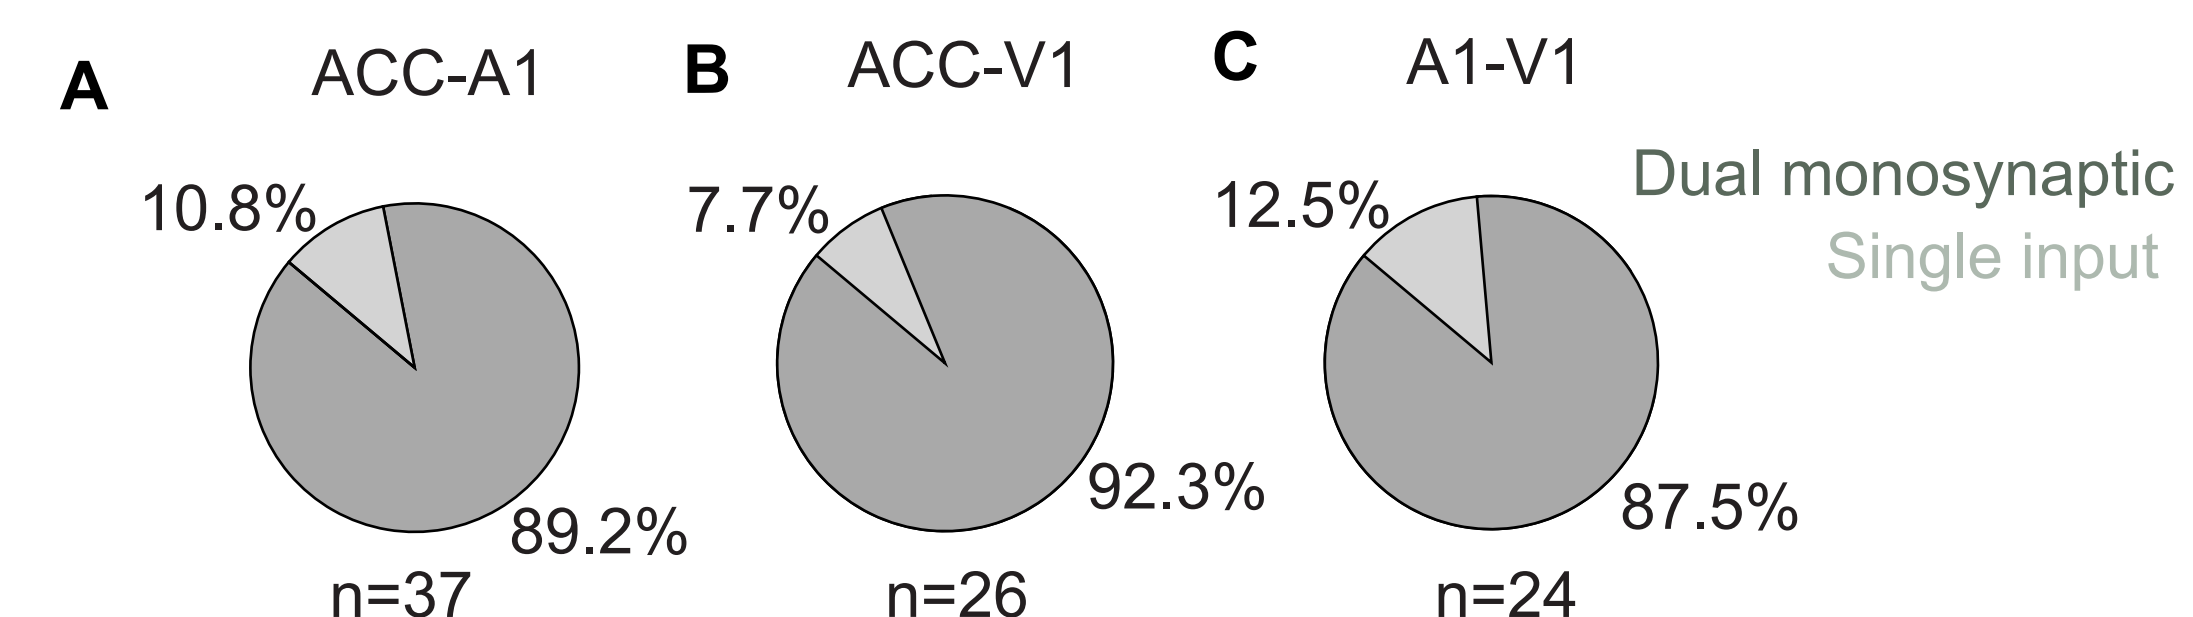 A
ACC-A1
10.8%
89.2%
n=37
B
ACC-V1
7.7%
92.3%
n=26
C
A1-V1
12.5%
87.5%
n=24
Dual monosynaptic
Single input